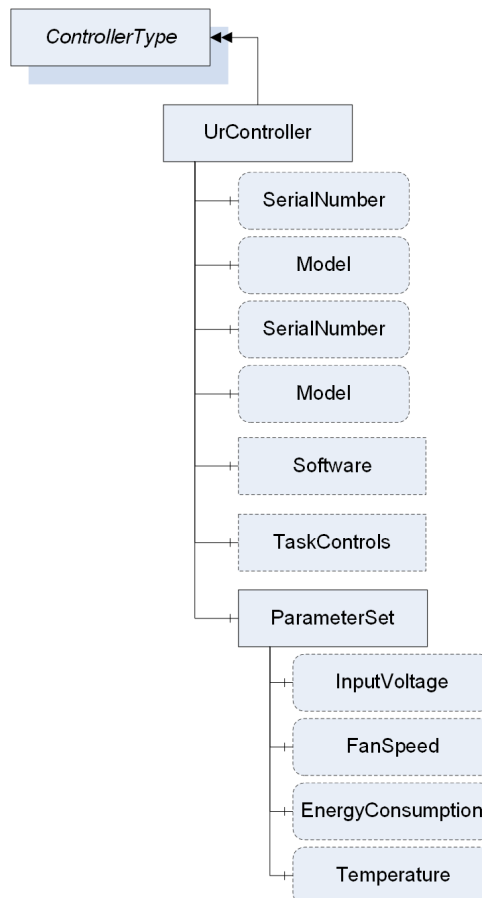 ControllerType
UrController
SerialNumber
Model
SerialNumber
Model
Software
TaskControls
ParameterSet
InputVoltage
FanSpeed
EnergyConsumption
Temperature